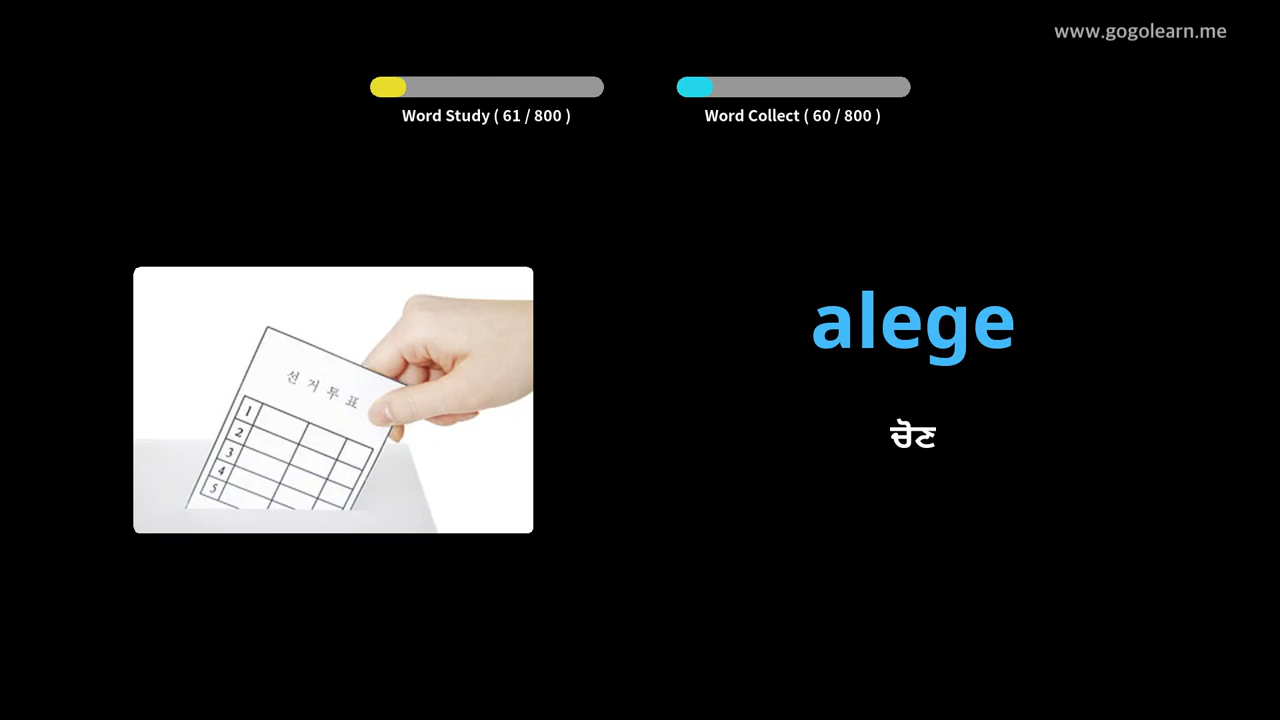 www.gogolearn.me
Word Study ( 61 / 800 )
Word Collect ( 60 / 800 )
선거투표
1
2
3
4
5
alege
ਚੋਣ